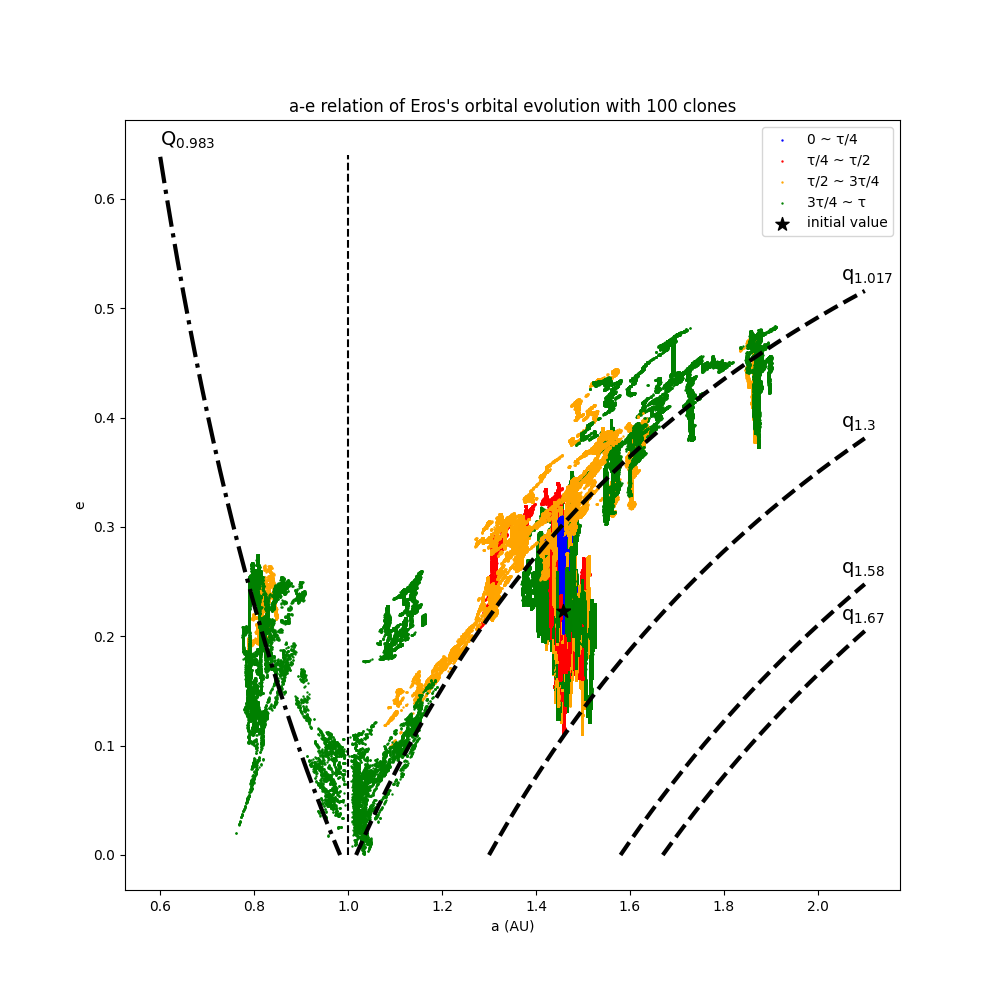 a-e relation of Eros's orbital evolution with 100 clones
Q0.983
0 ~ τ/4
τ/4 ~ τ/2
τ/2 ~ 3τ/4
3τ/4 ~ τ
initial value
q1.017
q1.3
q1.58
q1.67
e
0.6
0.5
0.4
0.3
0.2
0.1
0.0
0.6 0.8 1.0 1.2 1.4 1.6 1.8 2.0
a (AU)